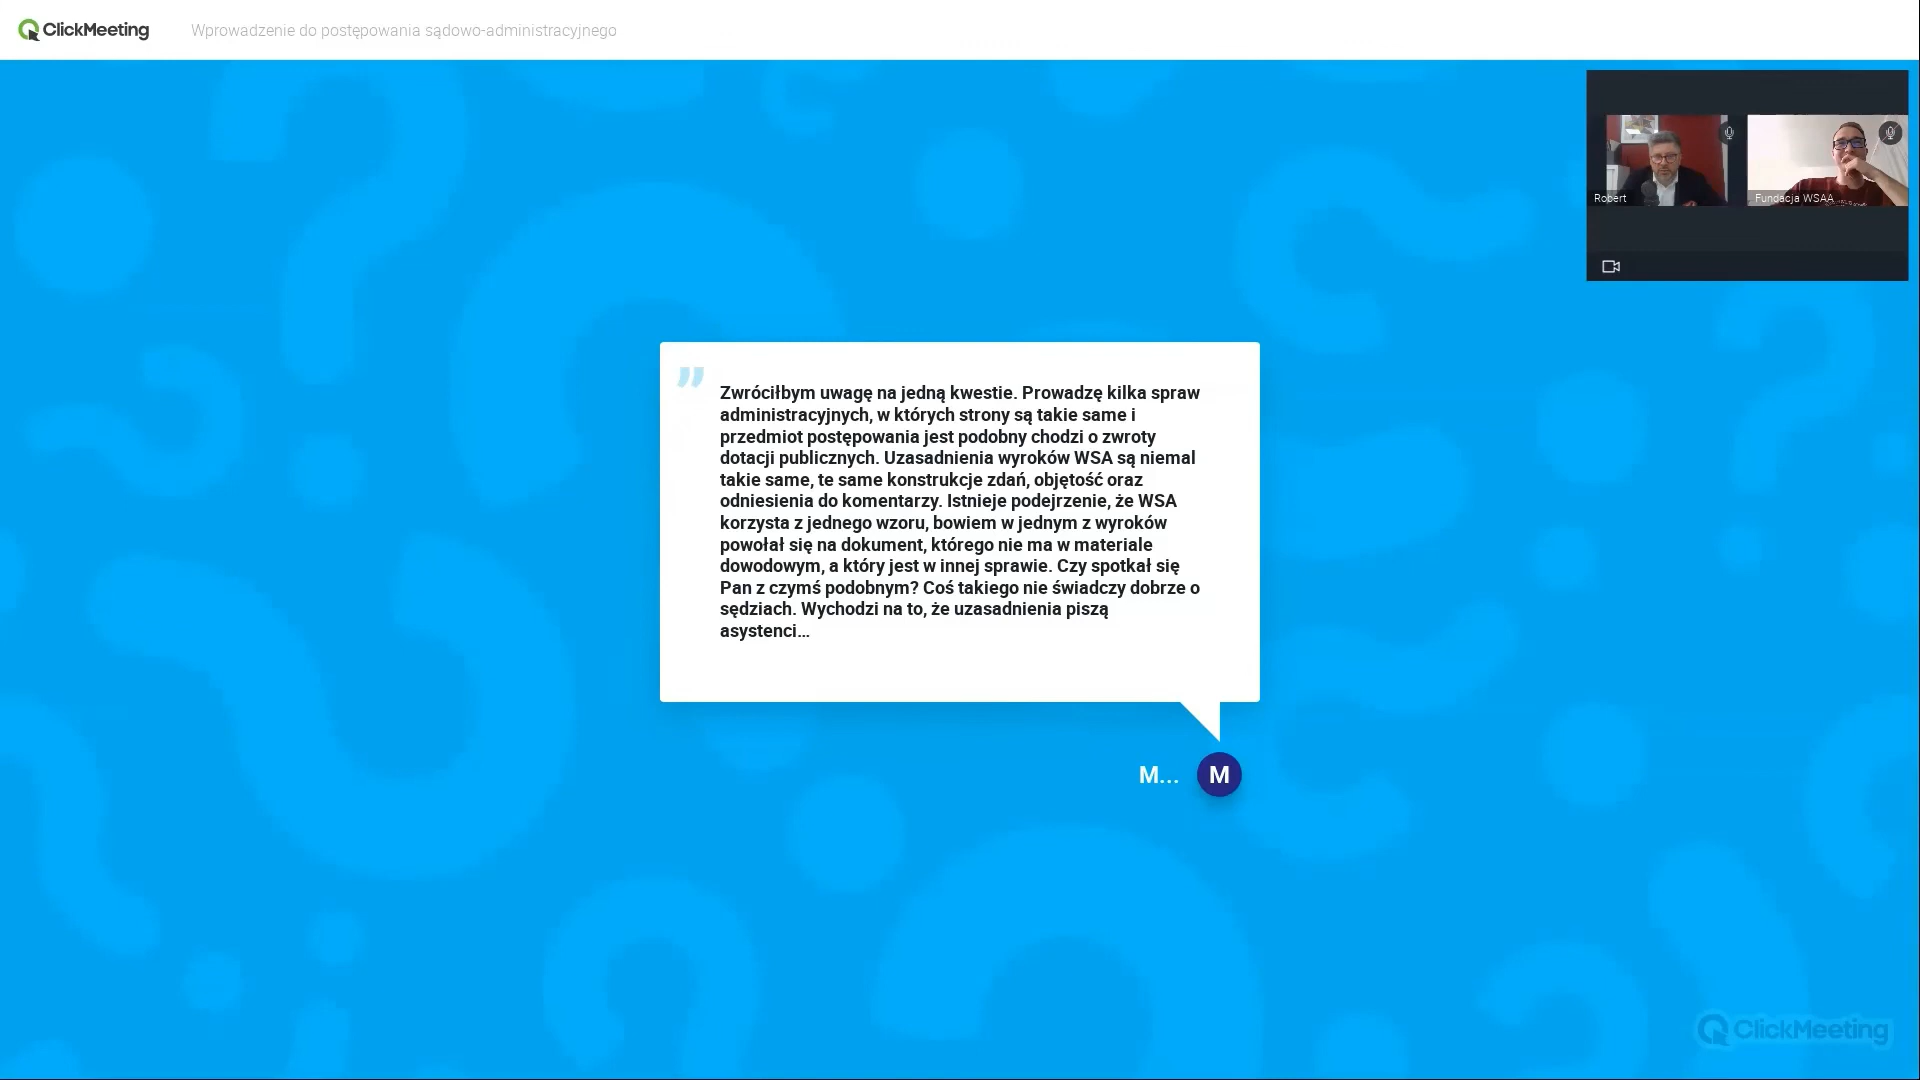 ClickMeeting
Wprowadzenie do postępowania sądowo-administracyjnego
Robert
Fundacja WSAA
Zwróciłbym uwagę na jedną kwestie. Prowadzę kilka spraw
administracyjnych, w których strony są takie same i
przedmiot postępowania jest podobny chodzi o zwroty
dotacji publicznych. Uzasadnienia wyroków WSA są niemal
takie same, te same konstrukcje zdań, objętość oraz
odniesienia do komentarzy. Istnieje podejrzenie, że WSA
korzysta z jednego wzoru, bowiem w jednym z wyroków
powołał się na dokument, którego nie ma w materiale
dowodowym, a który jest w innej sprawie. Czy spotkał się
Pan z czymś podobnym? Coś takiego nie świadczy dobrze o
sędziach. Wychodzi na to, że uzasadnienia piszą
asystenci...
M... M
ClickMeeting